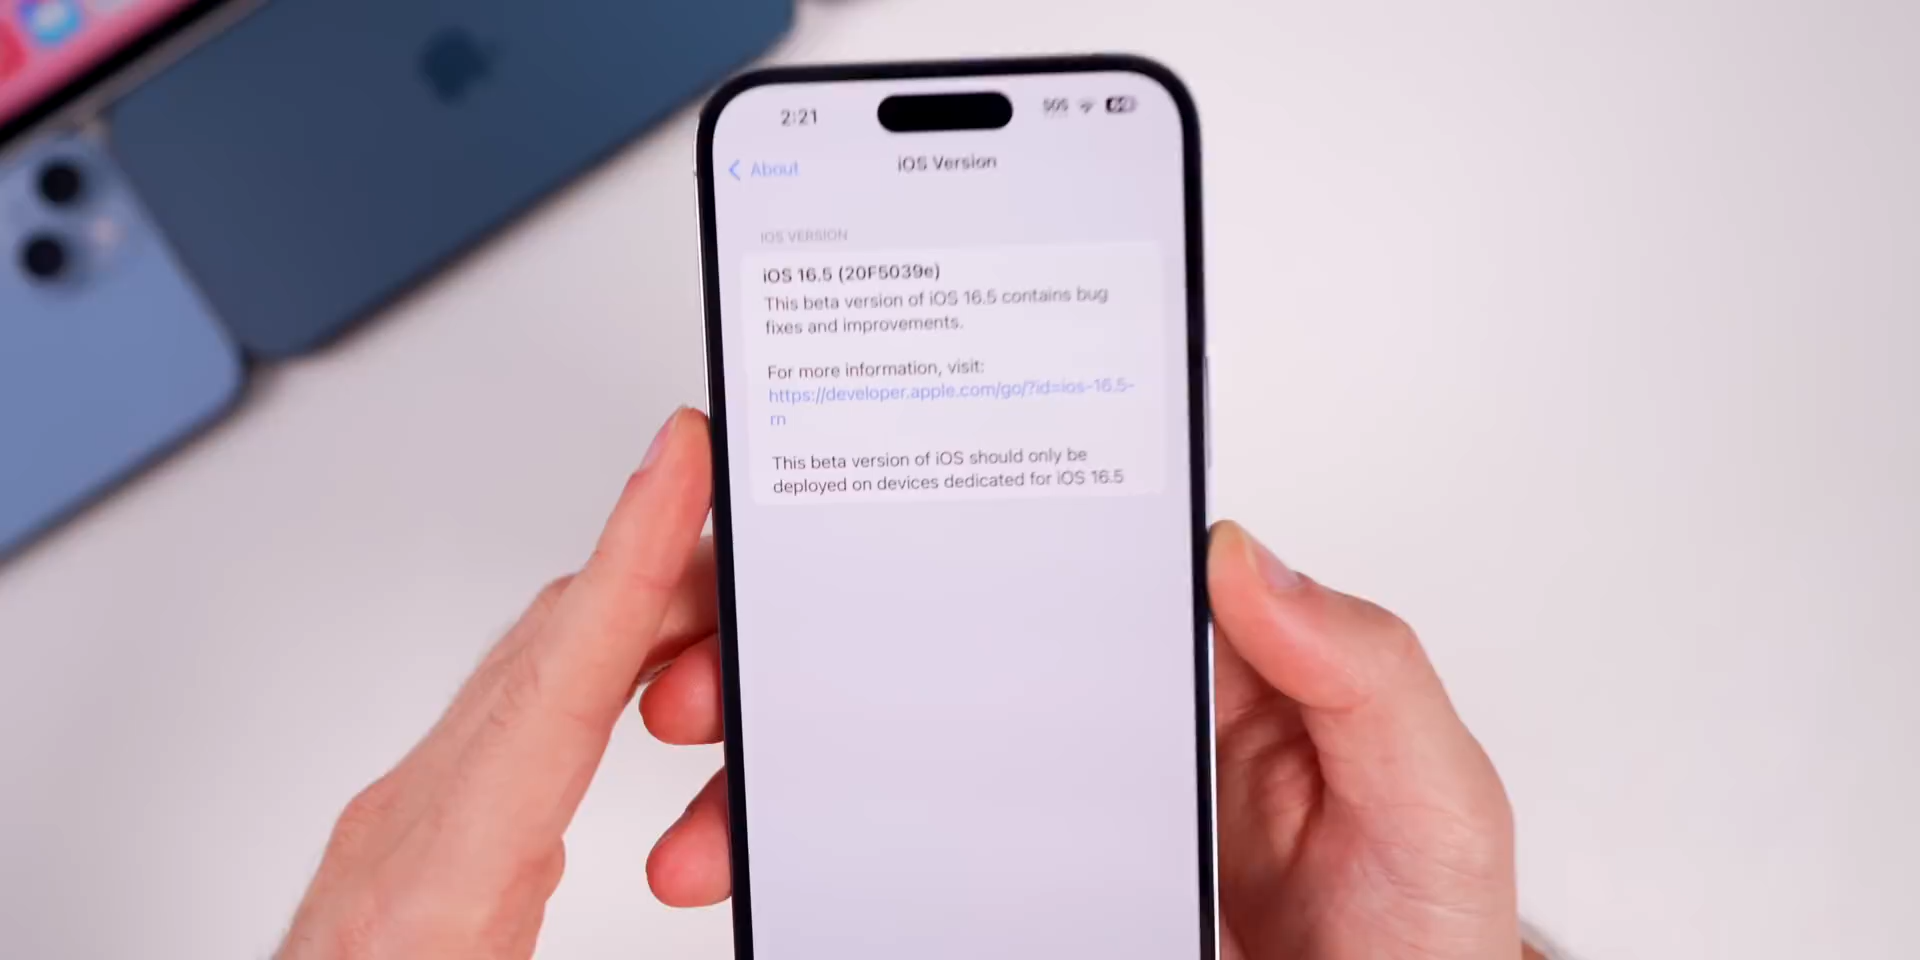 2:21
SOS
About
iOS Version
IOS VERSION
iOS 16.5 (20F5039e)
This beta version of iOS 16.5 contains bug
fixes and improvements.
For more information, visit:
https://developer.apple.com/go/?id=ios-16.5-
rn
This beta version of iOS should only be
deployed on devices dedicated for iOS 16.5